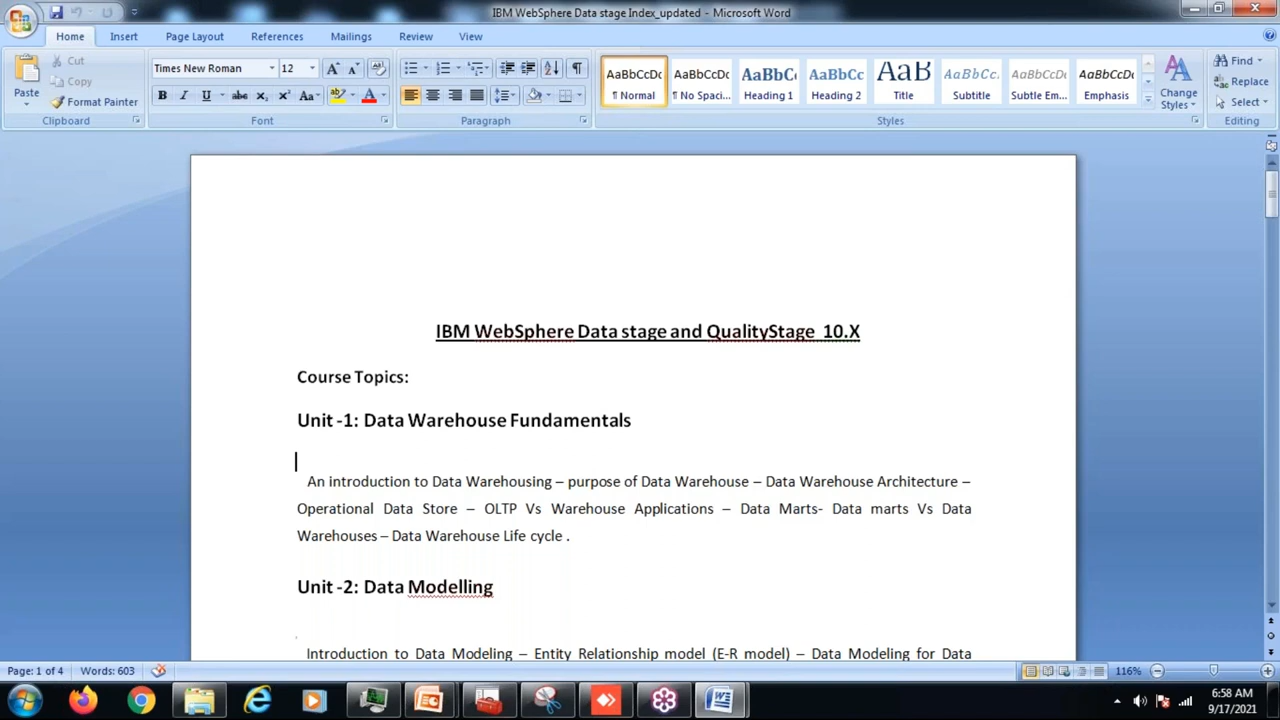 IBM WebSphere Data stage Index_updated - Microsoft Word
Home Insert Page Layout References Mailings Review View
Paste
Cut
Copy
Format Painter
Clipboard
Times New Roman 12
Font
Paragraph
AaBbCcDc AaBbCcDc AaBbC AaBbCc AaB AaBbCc. AaBbCcDc AaBbCcDc
¶ Normal ¶ No Spaci... Heading 1 Heading 2 Title Subtitle Subtle Em... Emphasis
Change Styles
Styles
Find
Replace
Select
Editing
IBM WebSphere Data stage and QualityStage 10.X
Course Topics:
Unit -1: Data Warehouse Fundamentals
An introduction to Data Warehousing – purpose of Data Warehouse – Data Warehouse Architecture –
Operational Data Store – OLTP Vs Warehouse Applications – Data Marts- Data marts Vs Data
Warehouses – Data Warehouse Life cycle .
Unit -2: Data Modelling
Introduction to Data Modeling – Entity Relationship model (E-R model) – Data Modeling for Data
Page: 1 of 4 Words: 603
116%
6:58 AM
9/17/2021